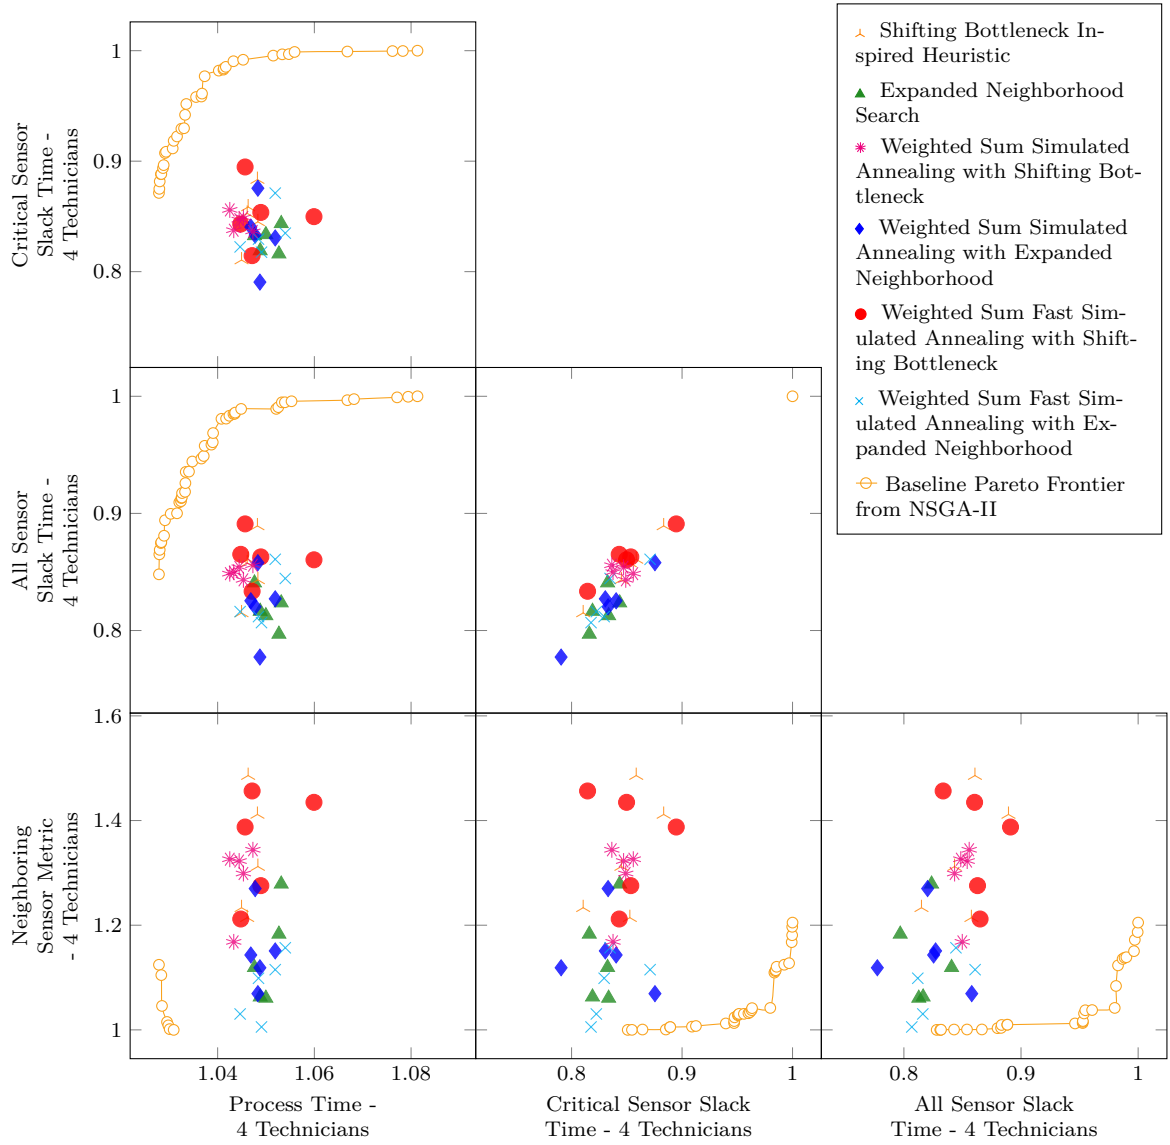 1
0.9
0.8
Critical Sensor
Slack Time -
4 Technicians
Shifting Bottleneck In-
spired Heuristic
Expanded Neighborhood
Search
Weighted Sum Simulated
Annealing with Shifting Bot-
tleneck
Weighted Sum Simulated
Annealing with Expanded
Neighborhood
Weighted Sum Fast Sim-
ulated Annealing with Shift-
ing Bottleneck
Weighted Sum Fast Sim-
ulated Annealing with Ex-
panded Neighborhood
Baseline Pareto Frontier
from NSGA-II
1
0.9
0.8
All Sensor
Slack Time -
4 Technicians
1.6
1.4
1.2
1
Neighboring
Sensor Metric
- 4 Technicians
1.04 1.06 1.08
Process Time -
4 Technicians
0.8 0.9 1
Critical Sensor Slack
Time - 4 Technicians
0.8 0.9 1
All Sensor Slack
Time - 4 Technicians